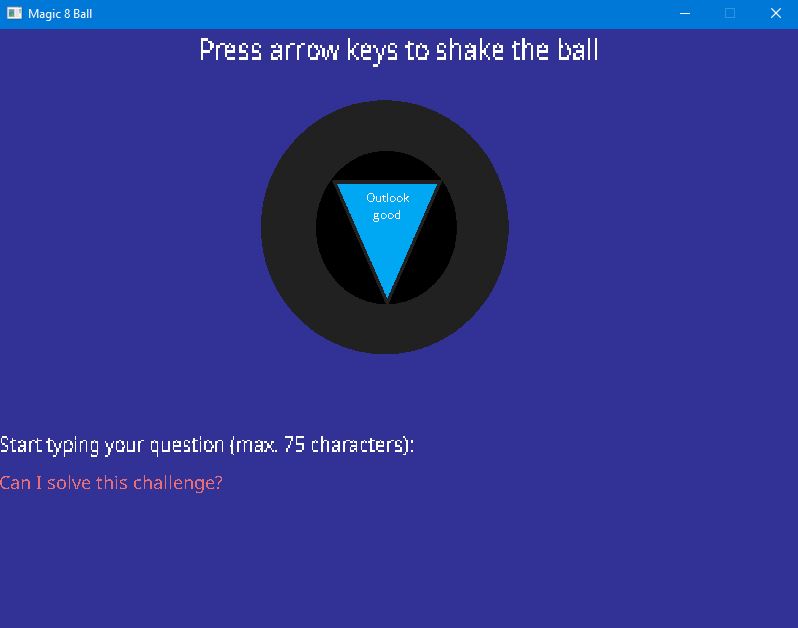 Magic 8 Ball
Press arrow keys to shake the ball
Outlook
good
Start typing your question (max. 75 characters):
Can I solve this challenge?